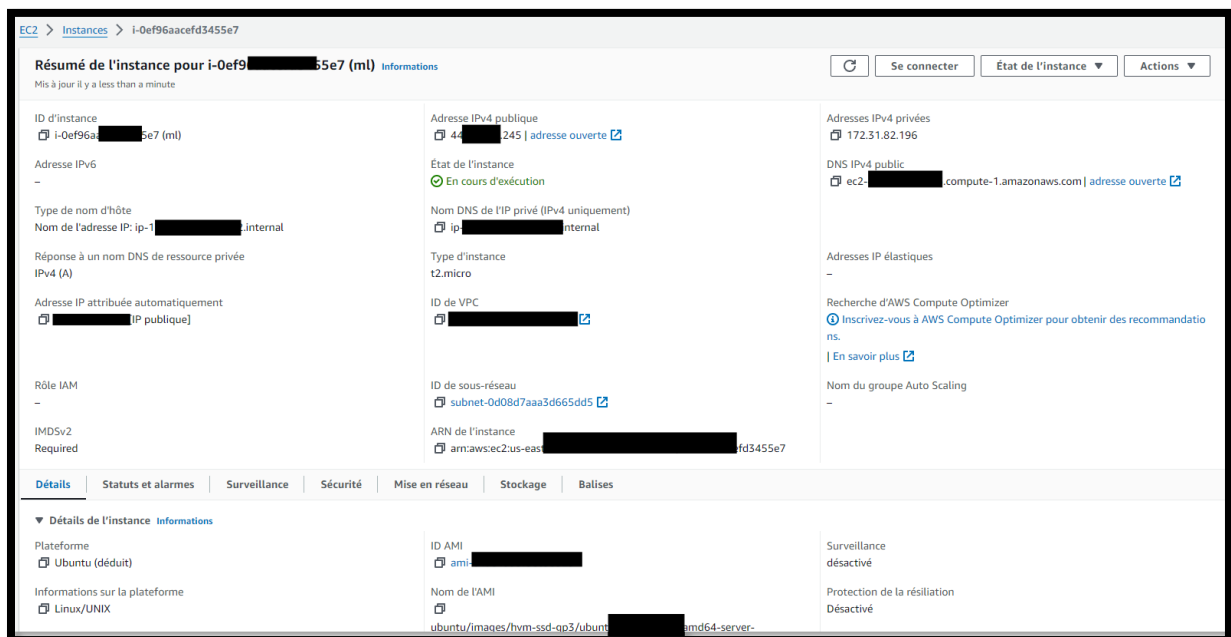 EC2 > Instances > i-0ef96aacefd3455e7
Résumé de l'instance pour i-0ef9 55e7 (ml) Informations
Mis à jour il y a less than a minute
Se connecter
État de l'instance ▼
Actions ▼
ID d'instance
i-0ef96aa 5e7 (ml)
Adresse IPv4 publique
44 .245 | adresse ouverte
Adresses IPv4 privées
172.31.82.196
Adresse IPv6
–
État de l'instance
En cours d'exécution
DNS IPv4 public
ec2- .compute-1.amazonaws.com | adresse ouverte
Type de nom d'hôte
Nom de l'adresse IP: ip-1 .internal
Nom DNS de l'IP privé (IPv4 uniquement)
ip- nternal
Réponse à un nom DNS de ressource privée
IPv4 (A)
Type d'instance
t2.micro
Adresses IP élastiques
–
Adresse IP attribuée automatiquement
[IP publique]
ID de VPC
Recherche d'AWS Compute Optimizer
Inscrivez-vous à AWS Compute Optimizer pour obtenir des recommandatio
ns.
| En savoir plus
Rôle IAM
–
ID de sous-réseau
subnet-0d08d7aaa3d665dd5
Nom du groupe Auto Scaling
–
IMDSv2
Required
ARN de l'instance
arn:aws:ec2:us-east efd3455e7
Détails
Statuts et alarmes
Surveillance
Sécurité
Mise en réseau
Stockage
Balises
▼ Détails de l'instance Informations
Plateforme
Ubuntu (déduit)
ID AMI
ami-
Surveillance
désactivé
Informations sur la plateforme
Linux/UNIX
Nom de l'AMI
ubuntu/images/hvm-ssd-gp3/ubunt amd64-server-
Protection de la résiliation
Désactivé